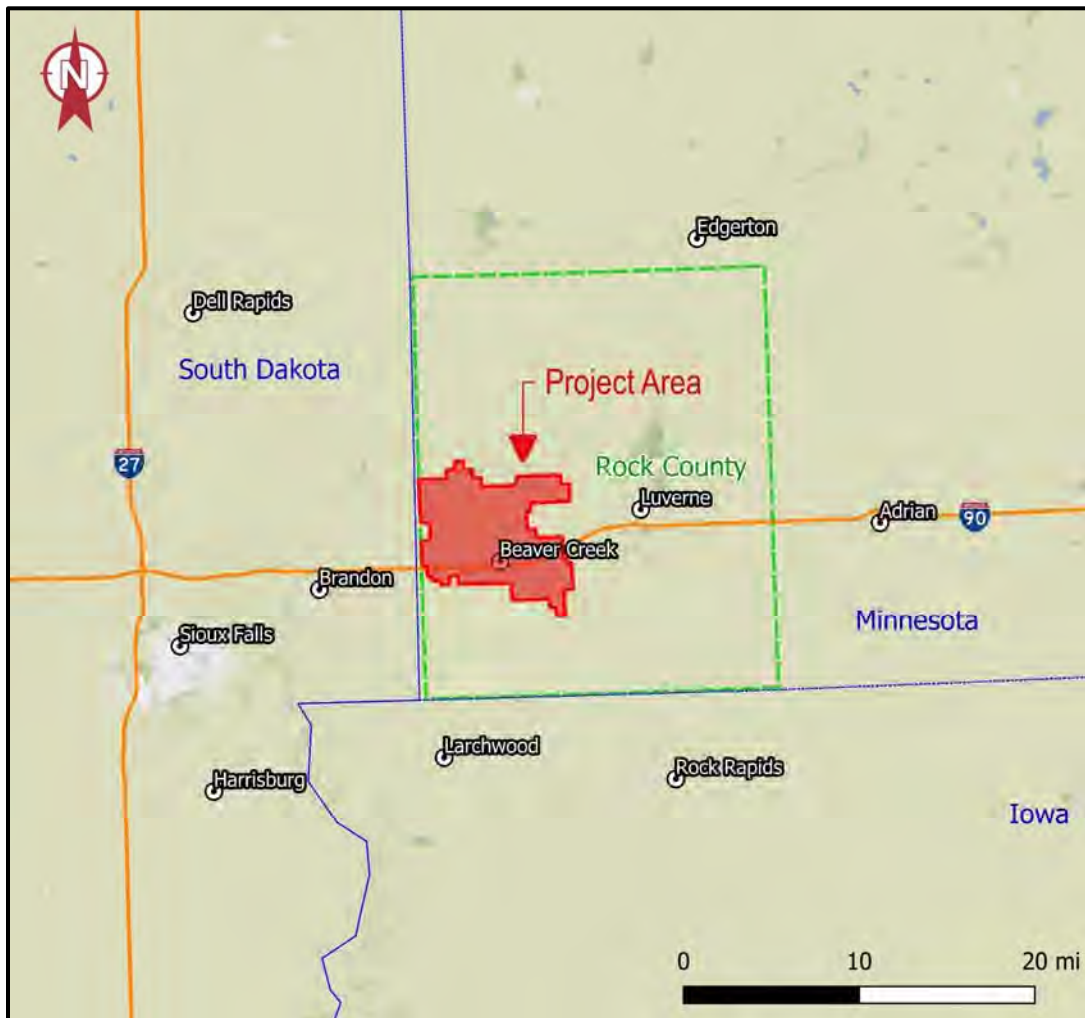 N
Edgerton
Dell Rapids
South Dakota
Project Area
27
Rock County
Luverne
Adrian
90
Beaver Creek
Brandon
Minnesota
Sioux Falls
Larchwood
Rock Rapids
Harrisburg
Iowa
0 10 20 mi